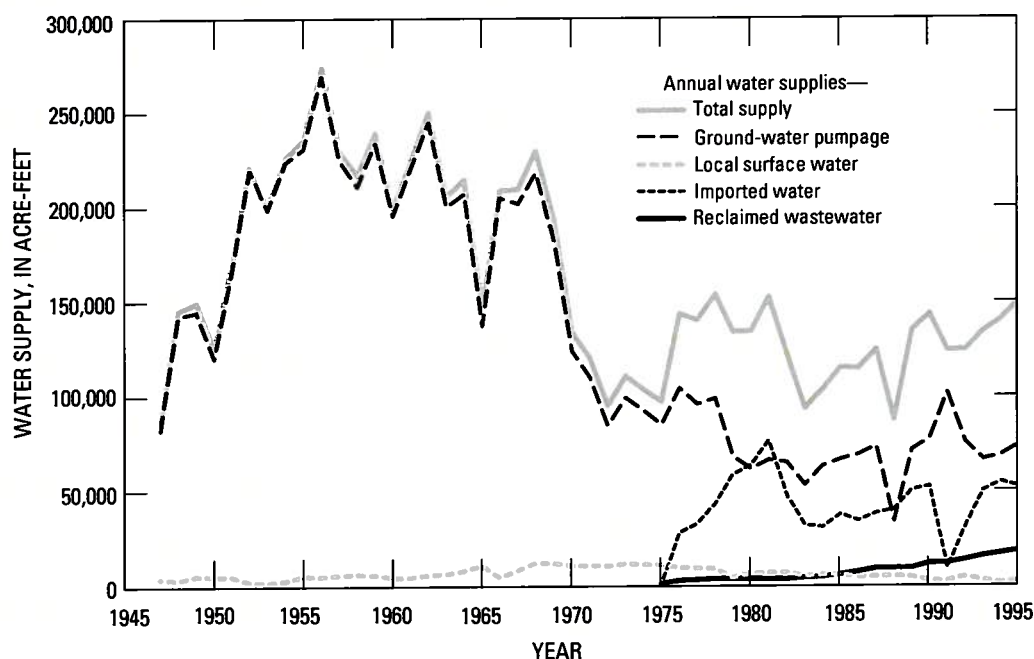 300,000
250,000
200,000
150,000
100,000
50,000
0
WATER SUPPLY, IN ACRE-FEET
Annual water supplies—
Total supply
Ground-water pumpage
Local surface water
Imported water
Reclaimed wastewater
1945 1950 1955 1960 1965 1970 1975 1980 1985 1990 1995
YEAR